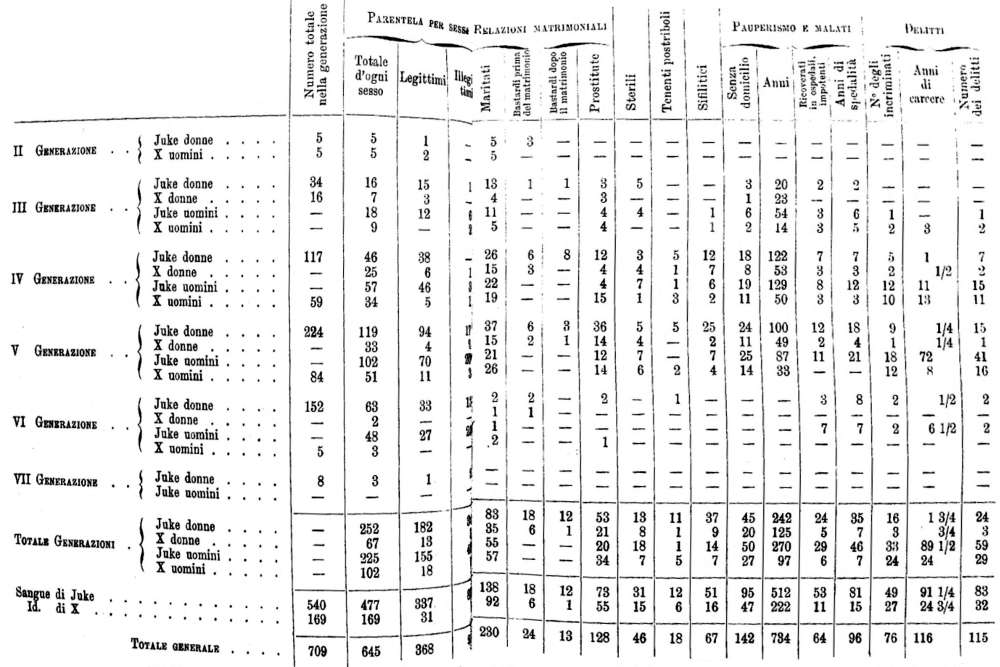 PARENTELA PER SESSO RELAZIONI MATRIMONIALI PAUPERISMO E MALATI DELITTI
Numero totale nella generazione Totale d'ogni sesso Legittimi Illegittimi Maritati Bastardi prima del matrimonio Bastardi dopo il matrimonio Prostitute Sterili Tenenti postriboli Sifilitici Senza domicilio Anni Ricoverati in ospedali, impotenti Anni di spedalità N° degli incriminati Anni di carcere Numero dei delitti
II GENERAZIONE . . Juke donne . . . . . 5 5 1 – 5 3 — — — — — — — — — — — —
X uomini . . . . . 5 5 2 – 5 — — — — — — — — — — — — —
III GENERAZIONE . . Juke donne . . . . . 34 16 15 1 13 1 1 3 5 — — 3 20 2 2 — — —
X donne . . . . . 16 7 3 – 4 — — 3 — — — 1 23 — — — — —
Juke uomini . . . . . — 18 12 6 11 — — 4 4 — 1 6 54 3 6 1 — 1
X uomini . . . . . — 9 — 2 5 — — 4 — — 1 2 14 3 5 2 3 2
IV GENERAZIONE . . Juke donne . . . . . 117 46 38 – 26 6 8 12 3 5 12 18 122 7 7 5 1 7
X donne . . . . . — 25 6 1 15 3 — 4 4 1 7 8 53 3 3 2 1/2 2
Juke uomini . . . . . — 57 46 22 — — 4 7 1 6 19 129 8 12 12 11 15
X uomini . . . . . 59 34 5 1 19 — — 15 1 3 2 11 50 3 3 10 13 11
V GENERAZIONE . . Juke donne . . . . . 224 119 94 37 6 3 36 5 5 25 24 100 12 18 9 1/4 15
X donne . . . . . — 33 4 15 2 1 14 4 — 2 11 49 2 4 1 1/4 1
Juke uomini . . . . . — 102 70 21 — — 12 7 — 7 25 87 11 21 18 72 41
X uomini . . . . . 84 51 11 26 — — 14 6 2 4 14 33 — — 12 8 16
VI GENERAZIONE . . Juke donne . . . . . 152 63 33 2 2 — 2 – 1 — — — 3 8 2 1/2 2
X donne . . . . . — 2 — – 1 1 — — — — — — — — — — — —
Juke uomini . . . . . — 48 27 1 — — — — — — — — 7 7 2 6 1/2 2
X uomini . . . . . 5 3 — – 2 — — 1 — — — — — — — — — —
VII GENERAZIONE . . Juke donne . . . . . 8 3 1 — — — — — — — — — — — — — —
Juke uomini . . . . . — — — – — — — — — — — — — — — — — —
TOTALE GENERAZIONI . Juke donne . . . . . — 252 182 83 18 12 53 13 11 37 45 242 24 35 16 1 3/4 24
X donne . . . . . — 67 13 35 6 1 21 8 1 9 20 125 5 7 3 3/4 3
Juke uomini . . . . . — 225 155 55 — — 20 18 1 14 50 270 29 46 33 89 1/2 59
X uomini . . . . . — 102 18 57 — — 34 7 5 7 27 97 6 7 24 24 29
Sangue di Juke . . . . . 540 477 337 138 18 12 73 31 12 51 95 512 53 81 49 91 1/4 83
Id. di X . . . . . 169 169 31 92 6 1 55 15 6 16 47 222 11 15 27 24 3/4 32
TOTALE GENERALE . . . . 709 645 368 230 24 13 128 46 18 67 142 734 64 96 76 116 115